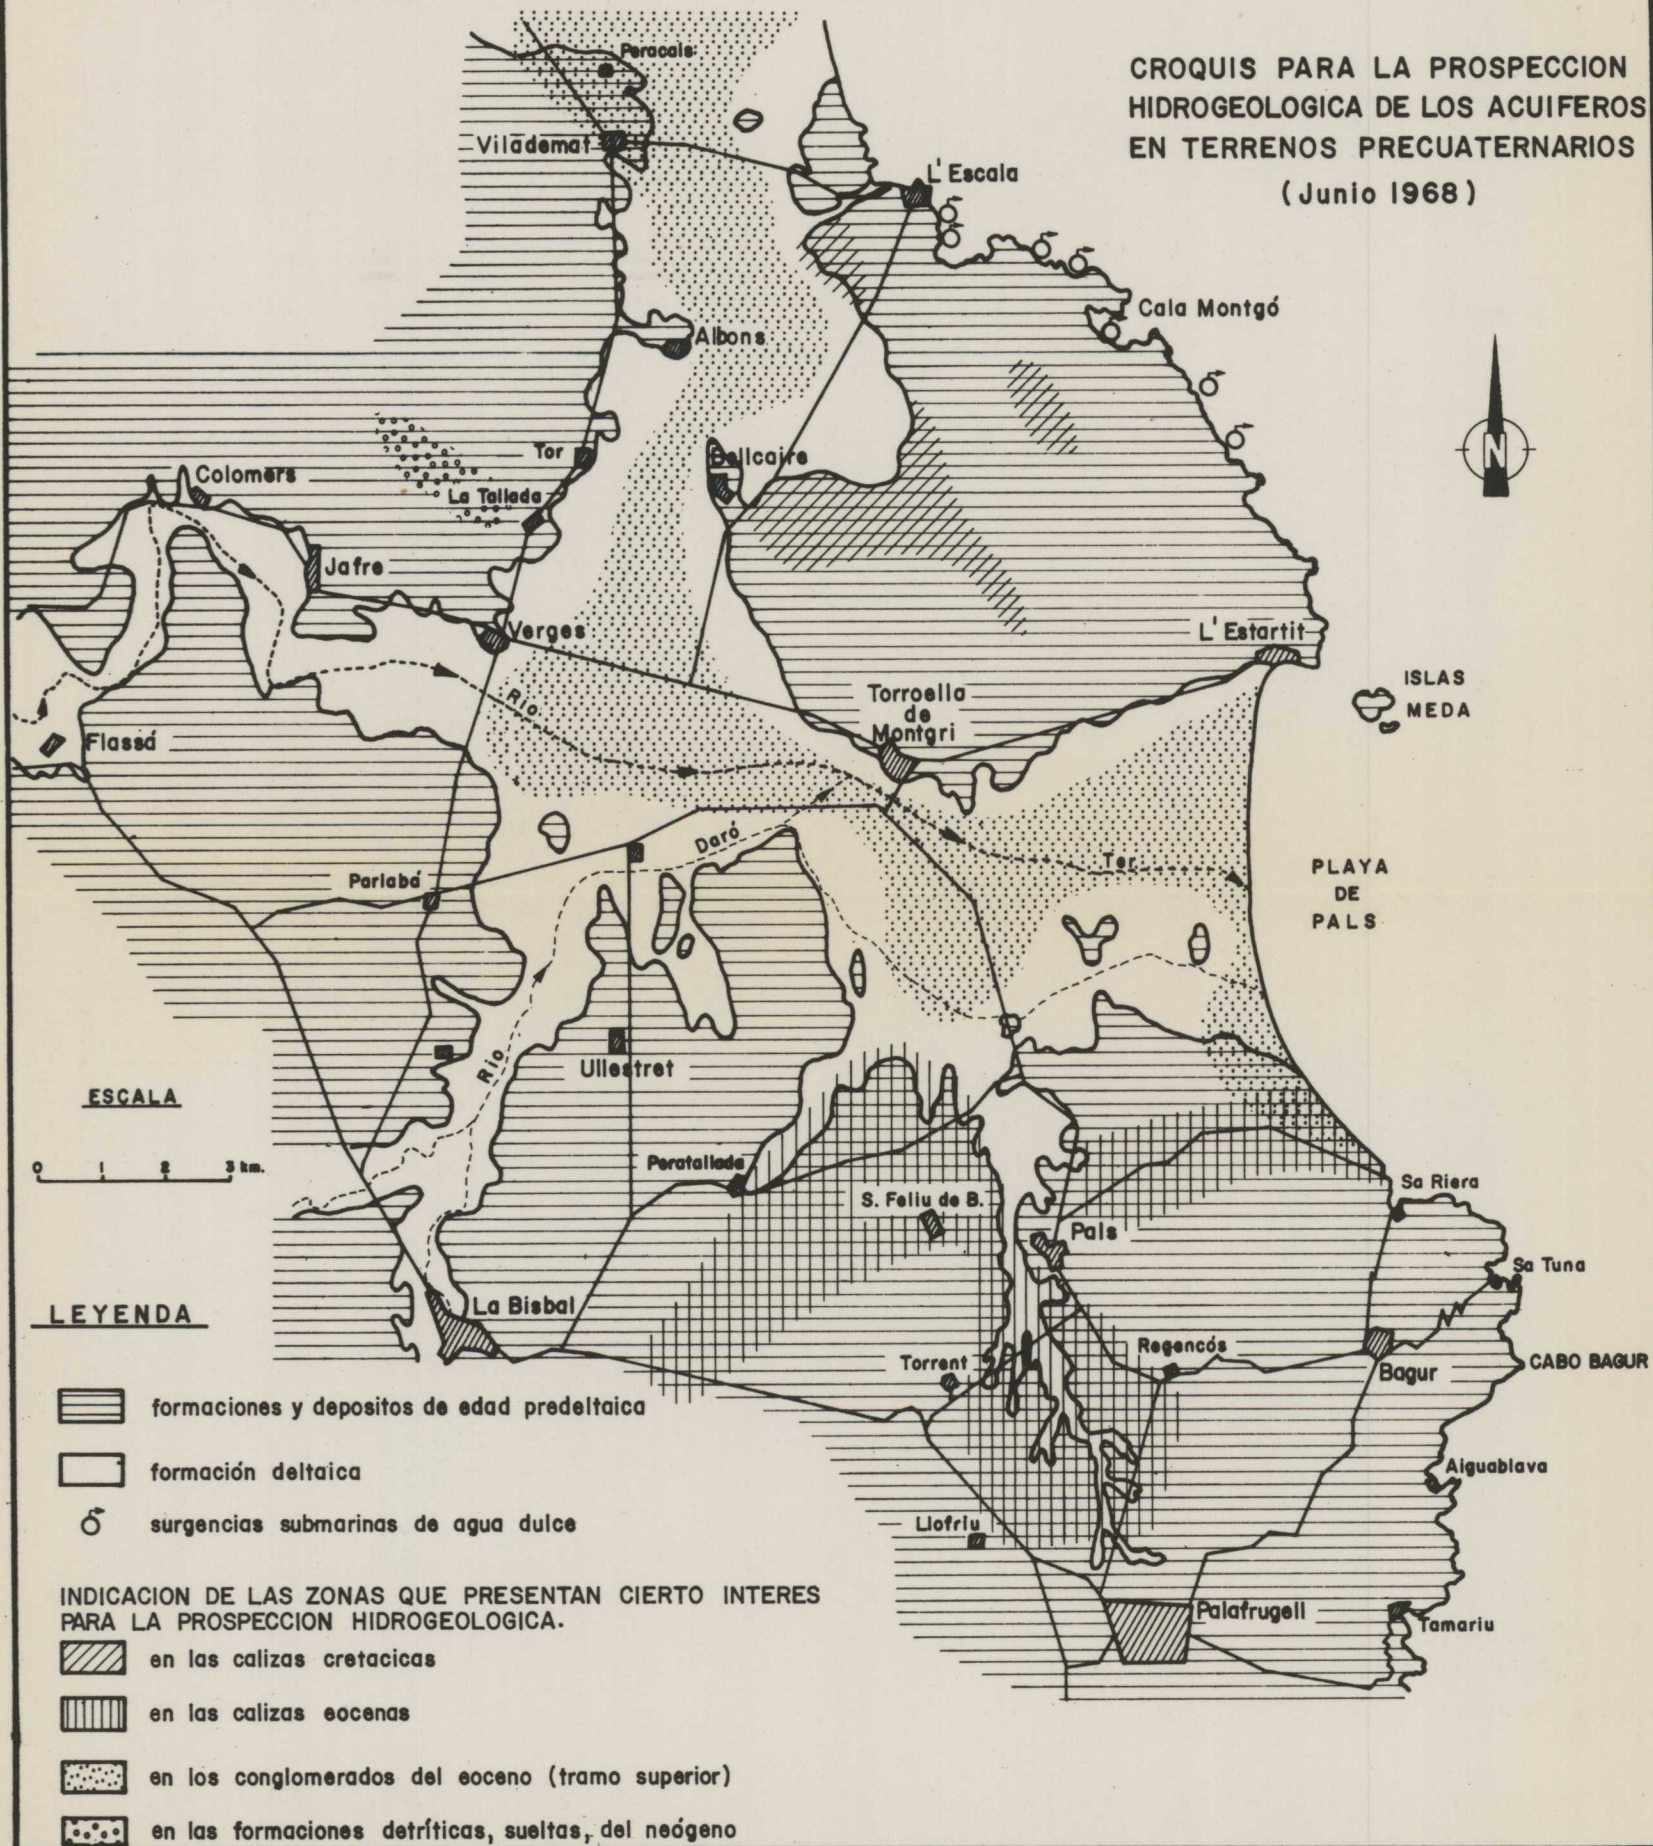 CROQUIS PARA LA PROSPECCION
HIDROGEOLOGICA DE LOS ACUIFEROS
EN TERRENOS PRECUATERNARIOS
(Junio 1968)
Peracals
Vilademat
L'Escala
Cala Montgó
Albons
N
Tor
Bellcaire
Colomers
La Tallada
Jafre
Verges
L'Estartit
Rio
Torroella
de
Montgri
ISLAS
MEDA
Flassá
Daró
Ter
Parlabá
PLAYA
DE
PALS
Rio
Ullestret
ESCALA
0 1 2 3 km.
Peratallada
S. Feliu de B.
Sa Riera
Pals
Sa Tuna
La Bisbal
LEYENDA
Torrent
Regencós
Bagur
CABO BAGUR
formaciones y depositos de edad predeltaica
formación deltaica
Aiguablava
surgencias submarinas de agua dulce
Llofriu
INDICACION DE LAS ZONAS QUE PRESENTAN CIERTO INTERES
PARA LA PROSPECCION HIDROGEOLOGICA.
Palafrugell
Tamariu
en las calizas cretacicas
en las calizas eocenas
en los conglomerados del eoceno (tramo superior)
en las formaciones detríticas, sueltas, del neógeno